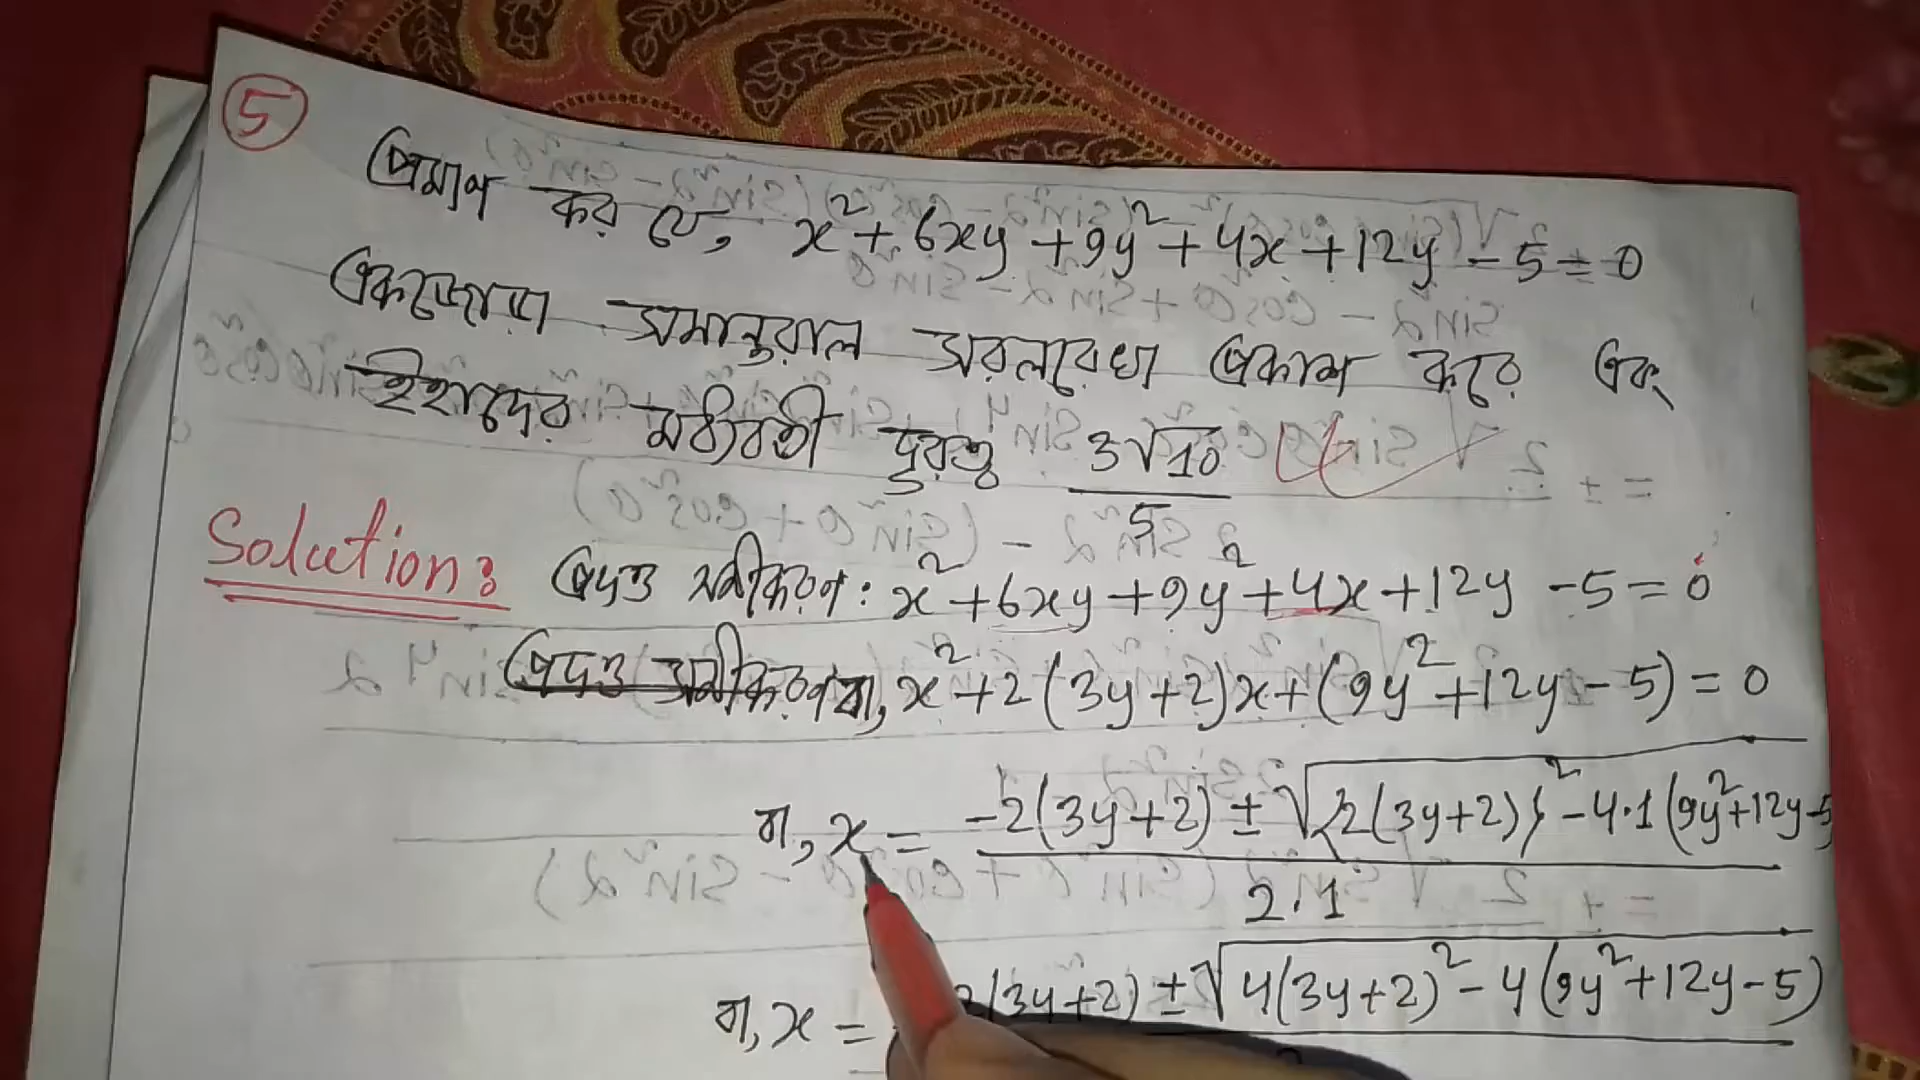 5
প্রমাণ কর যে, x² + 6xy + 9y² + 4x + 12y - 5 = 0
একজোড়া সমান্তরাল সরলরেখা প্রকাশ করে এবং
ইহাদের মধ্যবর্তী দূরত্ব 3√10/5
Solution: প্রদত্ত সমীকরণ: x² + 6xy + 9y² + 4x + 12y - 5 = 0
বা, x² + 2(3y+2)x + (9y² + 12y - 5) = 0
বা, x = -2(3y+2) ± √{2(3y+2)}² - 4·1(9y²+12y-5 / 2.1
বা, x = 2(3y+2) ± √4(3y+2)² - 4(9y²+12y-5)